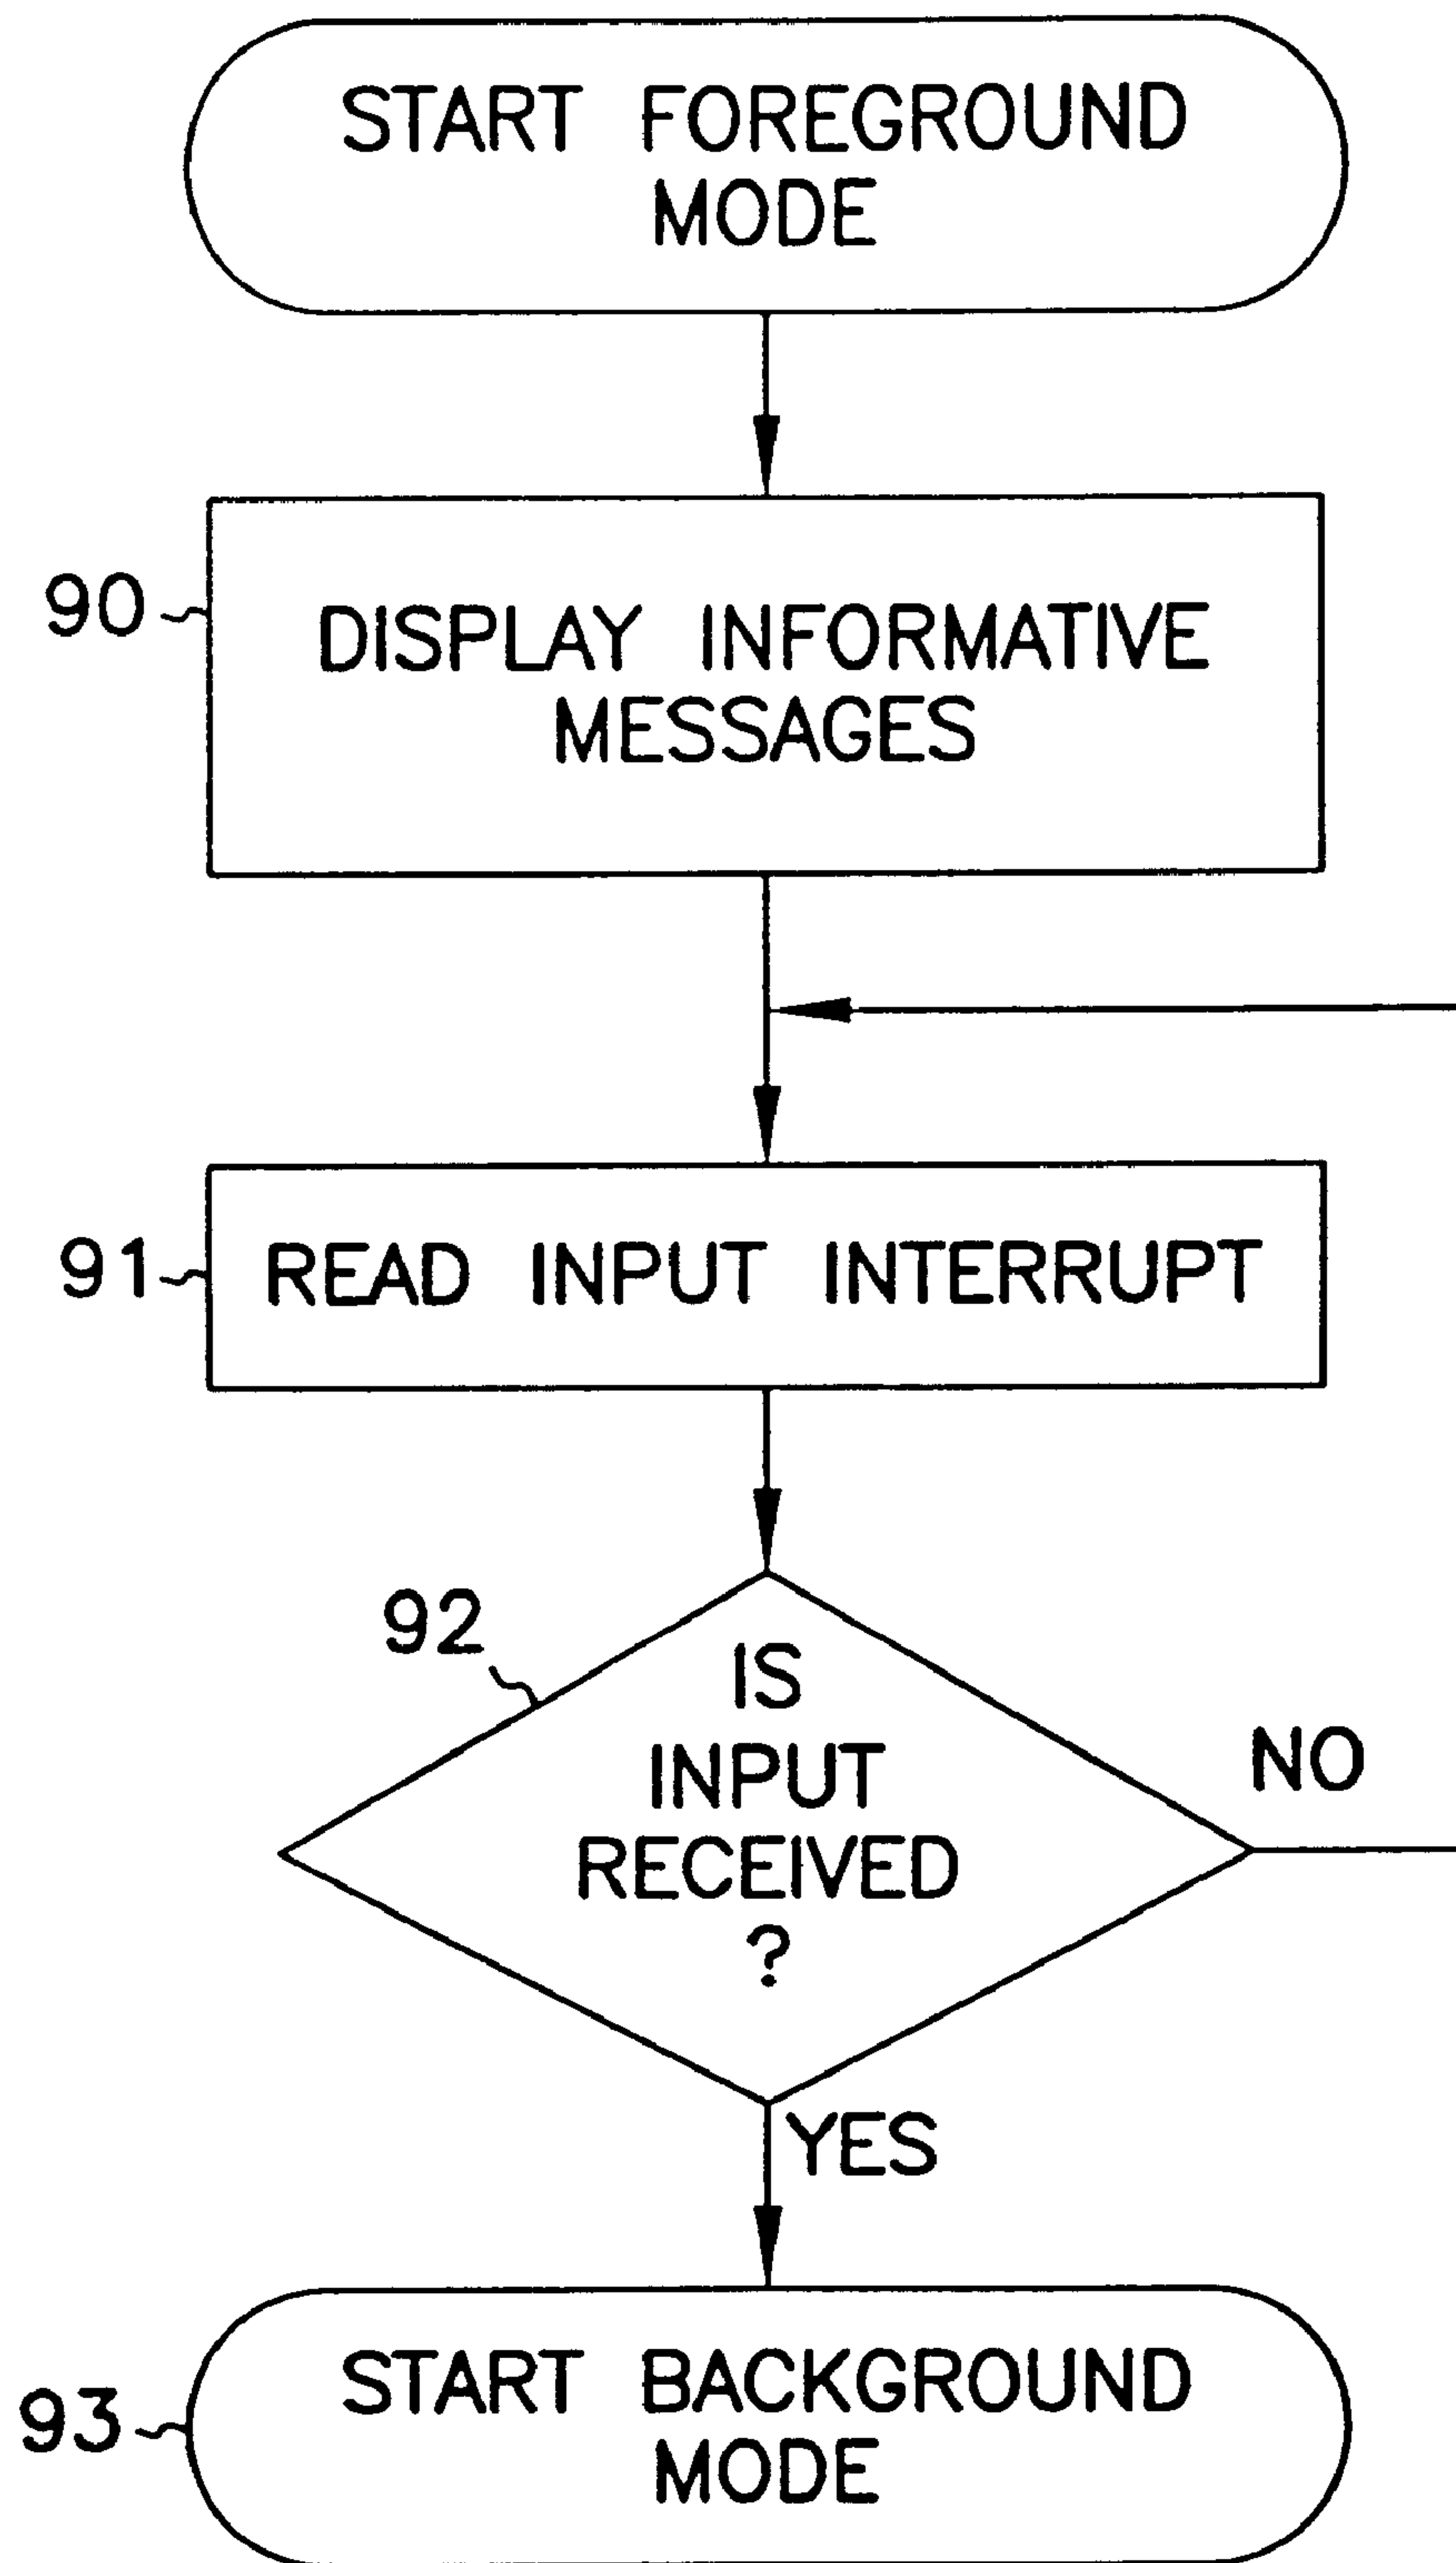 START FOREGROUND
MODE
90
DISPLAY INFORMATIVE
MESSAGES
91
READ INPUT INTERRUPT
92
IS
INPUT
RECEIVED
?
NO
YES
93
START BACKGROUND
MODE